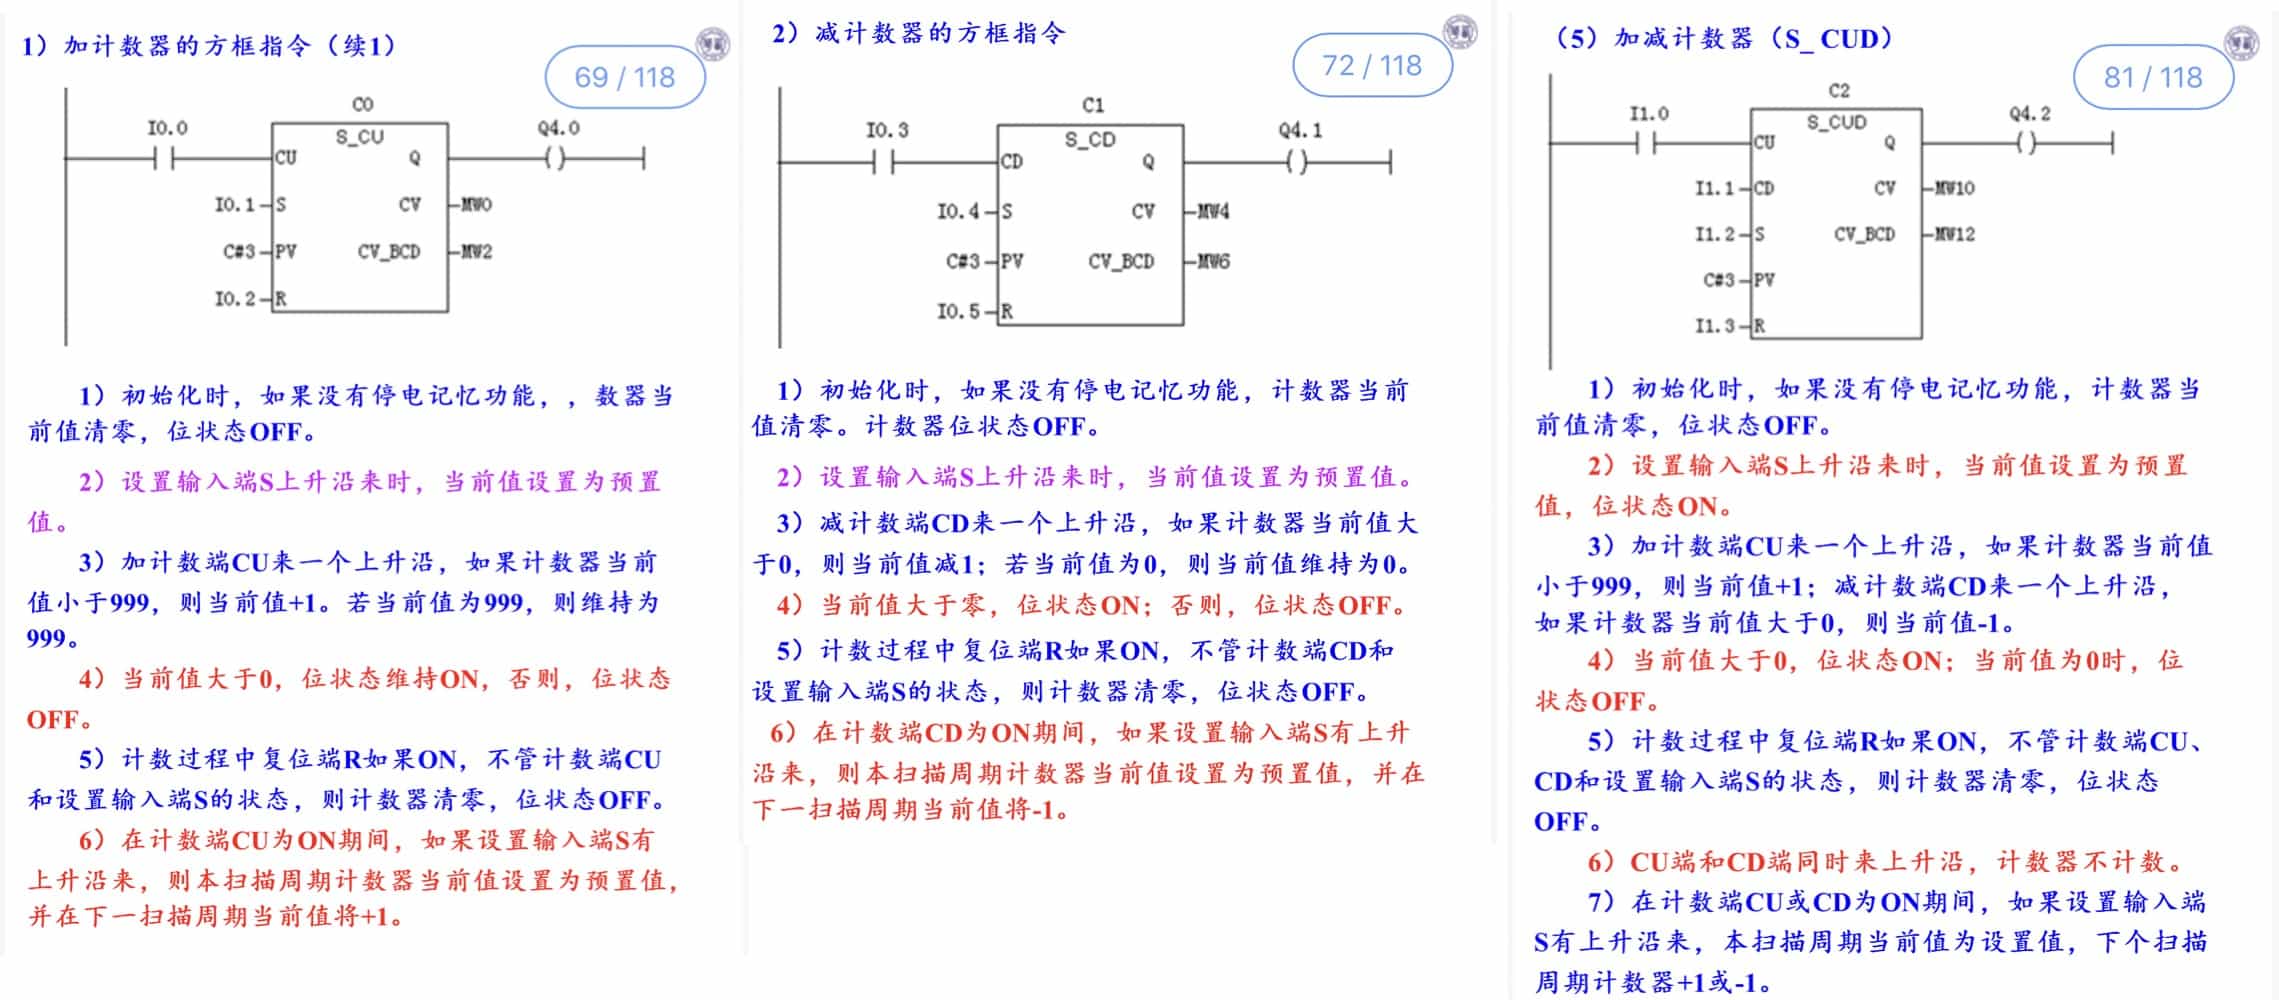 1）加计数器的方框指令（续1）
69 / 118
C0
I0.0
S_CU
Q4.0
CU
Q
I0.1
S
CV
MW0
C#3
PV
CV_BCD
MW2
I0.2
R
1）初始化时，如果没有停电记忆功能，，数器当
前值清零，位状态OFF。
2）设置输入端S上升沿来时，当前值设置为预置
值。
3）加计数端CU来一个上升沿，如果计数器当前
值小于999，则当前值+1。若当前值为999，则维持为
999。
4）当前值大于0，位状态维持ON，否则，位状态
OFF。
5）计数过程中复位端R如果ON，不管计数端CU
和设置输入端S的状态，则计数器清零，位状态OFF。
6）在计数端CU为ON期间，如果设置输入端S有
上升沿来，则本扫描周期计数器当前值设置为预置值，
并在下一扫描周期当前值将+1。
2）减计数器的方框指令
72 / 118
C1
I0.3
S_CD
Q4.1
CD
Q
I0.4
S
CV
MW4
C#3
PV
CV_BCD
MW6
I0.5
R
1）初始化时，如果没有停电记忆功能，计数器当前
值清零。计数器位状态OFF。
2）设置输入端S上升沿来时，当前值设置为预置值。
3）减计数端CD来一个上升沿，如果计数器当前值大
于0，则当前值减1；若当前值为0，则当前值维持为0。
4）当前值大于零，位状态ON；否则，位状态OFF。
5）计数过程中复位端R如果ON，不管计数端CD和
设置输入端S的状态，则计数器清零，位状态OFF。
6）在计数端CD为ON期间，如果设置输入端S有上升
沿来，则本扫描周期计数器当前值设置为预置值，并在
下一扫描周期当前值将-1。
（5）加减计数器（S_ CUD）
81 / 118
C2
I1.0
S_CUD
Q4.2
CU
Q
I1.1
CD
CV
MW10
I1.2
S
CV_BCD
MW12
C#3
PV
I1.3
R
1）初始化时，如果没有停电记忆功能，计数器当
前值清零，位状态OFF。
2）设置输入端S上升沿来时，当前值设置为预置
值，位状态ON。
3）加计数端CU来一个上升沿，如果计数器当前值
小于999，则当前值+1；减计数端CD来一个上升沿，
如果计数器当前值大于0，则当前值-1。
4）当前值大于0，位状态ON；当前值为0时，位
状态OFF。
5）计数过程中复位端R如果ON，不管计数端CU、
CD和设置输入端S的状态，则计数器清零，位状态
OFF。
6）CU端和CD端同时来上升沿，计数器不计数。
7）在计数端CU或CD为ON期间，如果设置输入端
S有上升沿来，本扫描周期当前值为设置值，下个扫描
周期计数器+1或-1。